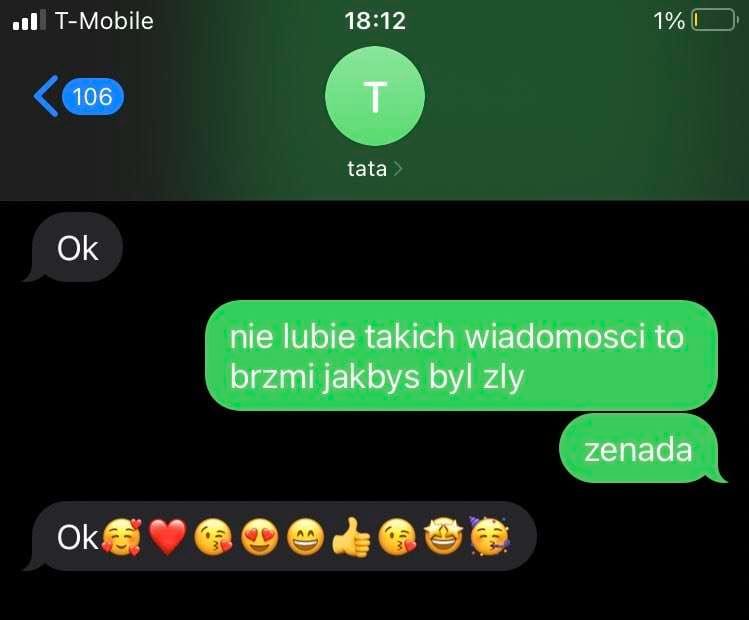 T-Mobile 18:12 1%
106
T
tata
Ok
nie lubie takich wiadomosci to
brzmi jakbys byl zly
zenada
Ok🥰❤️😘😍😄👍😘🤩🥳